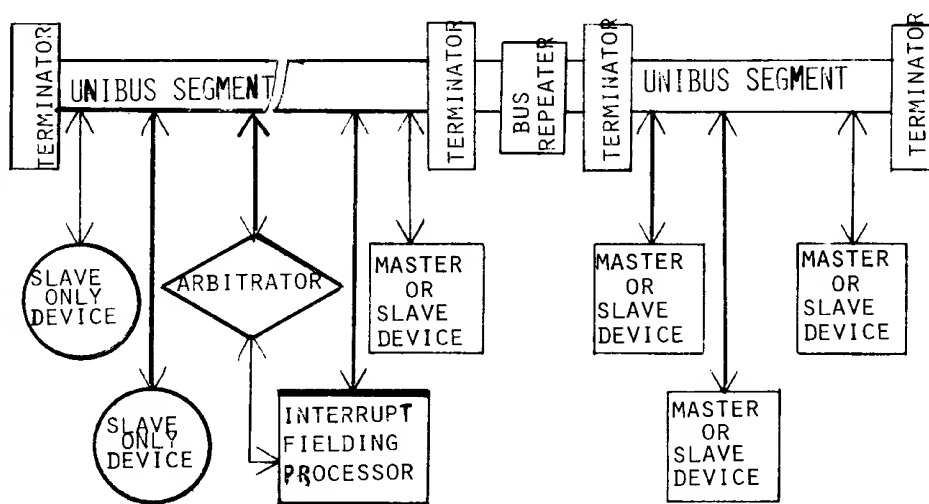 TERMINATOR
UNIBUS SEGMENT
TERMINATOR
BUS
REPEATER
TERMINATOR
UNIBUS SEGMENT
TERMINATOR
SLAVE
ONLY
DEVICE
ARBITRATOR
MASTER
OR
SLAVE
DEVICE
MASTER
OR
SLAVE
DEVICE
MASTER
OR
SLAVE
DEVICE
SLAVE
ONLY
DEVICE
INTERRUPT
FIELDING
PROCESSOR
MASTER
OR
SLAVE
DEVICE